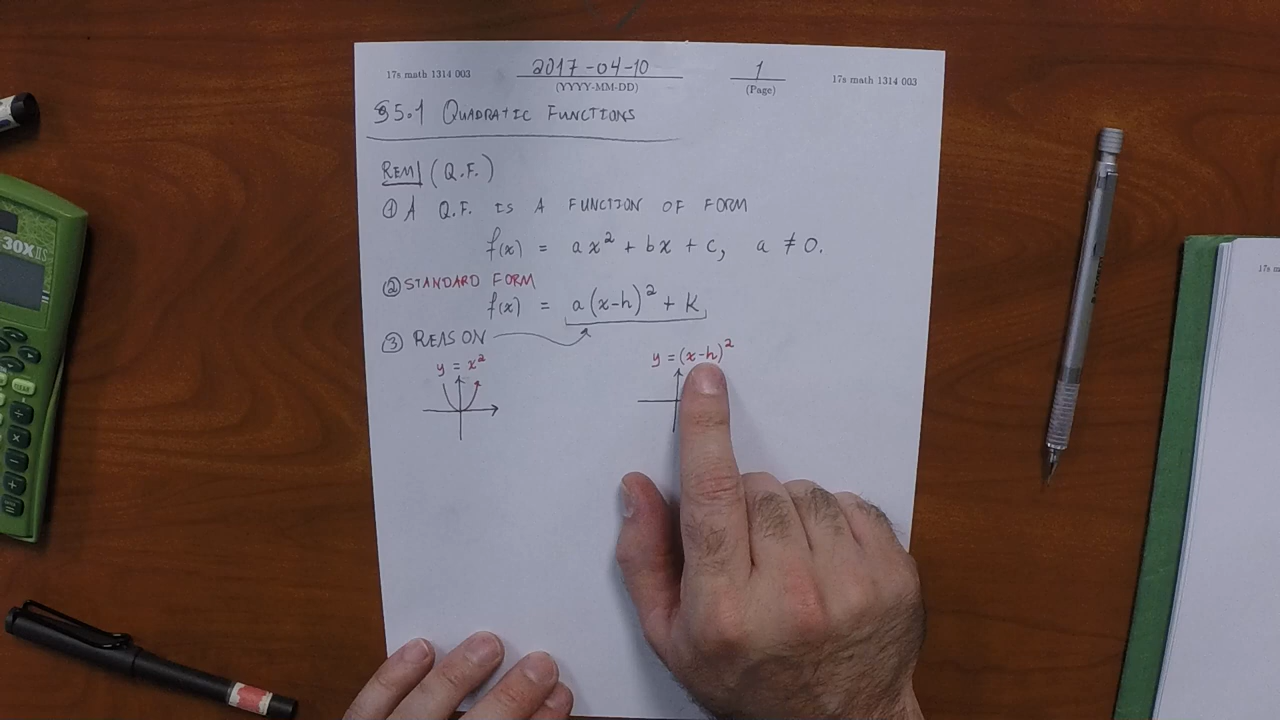 17s math 1314 003 2017-04-10 1 17s math 1314 003
(YYYY-MM-DD) (Page)
§5.1 QUADRATIC FUNCTIONS
REM (Q.F.)
① A Q.F. IS A FUNCTION OF FORM
f(x) = ax² + bx + c, a ≠ 0.
② STANDARD FORM
f(x) = a(x-h)² + K
③ REASON
y = x² y = (x-h)²
30X IIS
CLEAR
÷
×
-
+
=
17s m